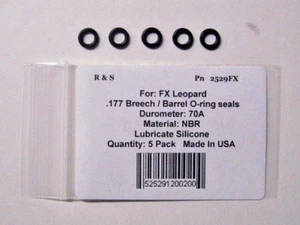 R & S Pn 2529FX
For: FX Leopard
.177 Breech / Barrel O-ring seals
Durometer: 70A
Material: NBR
Lubricate Silicone
Quantity: 5 Pack Made In USA
525291200200